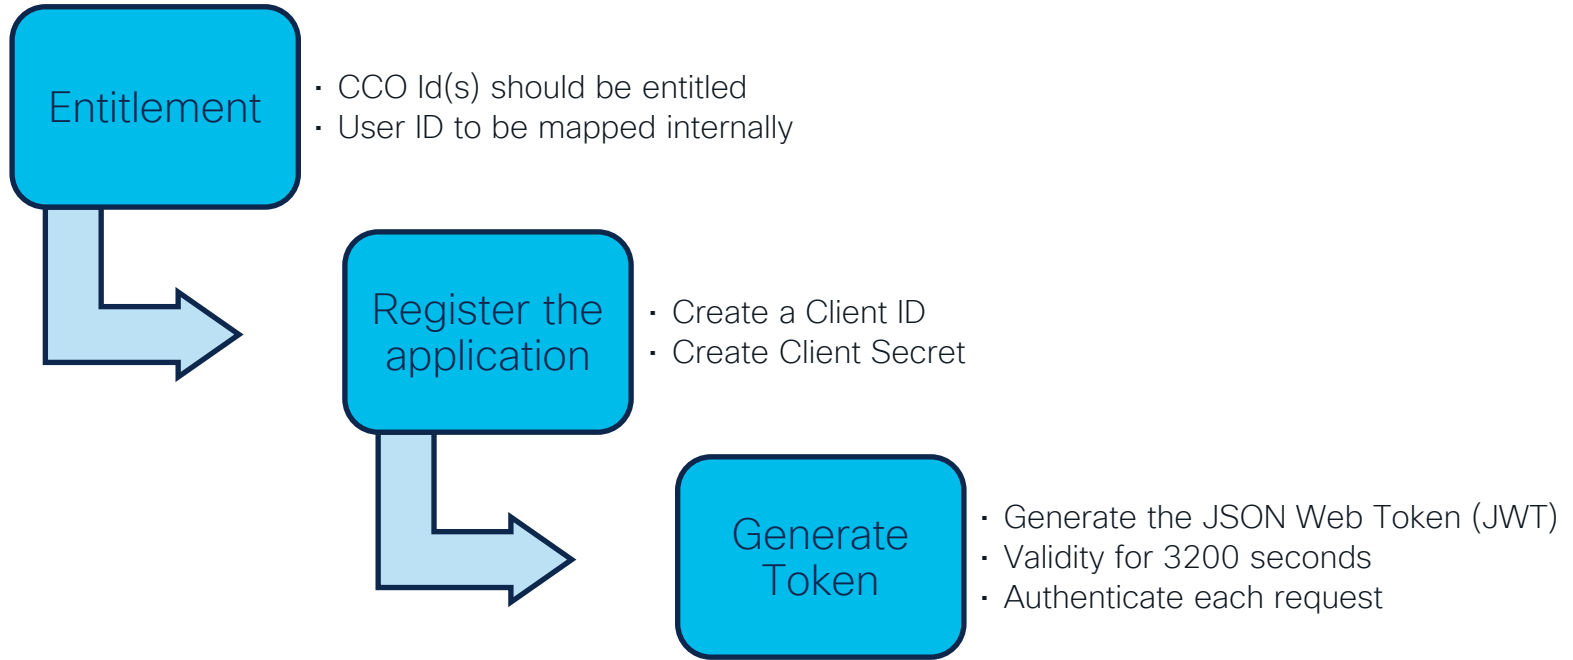 Entitlement
· CCO Id(s) should be entitled
· User ID to be mapped internally
Register the
application
· Create a Client ID
· Create Client Secret
Generate
Token
· Generate the JSON Web Token (JWT)
· Validity for 3200 seconds
· Authenticate each request